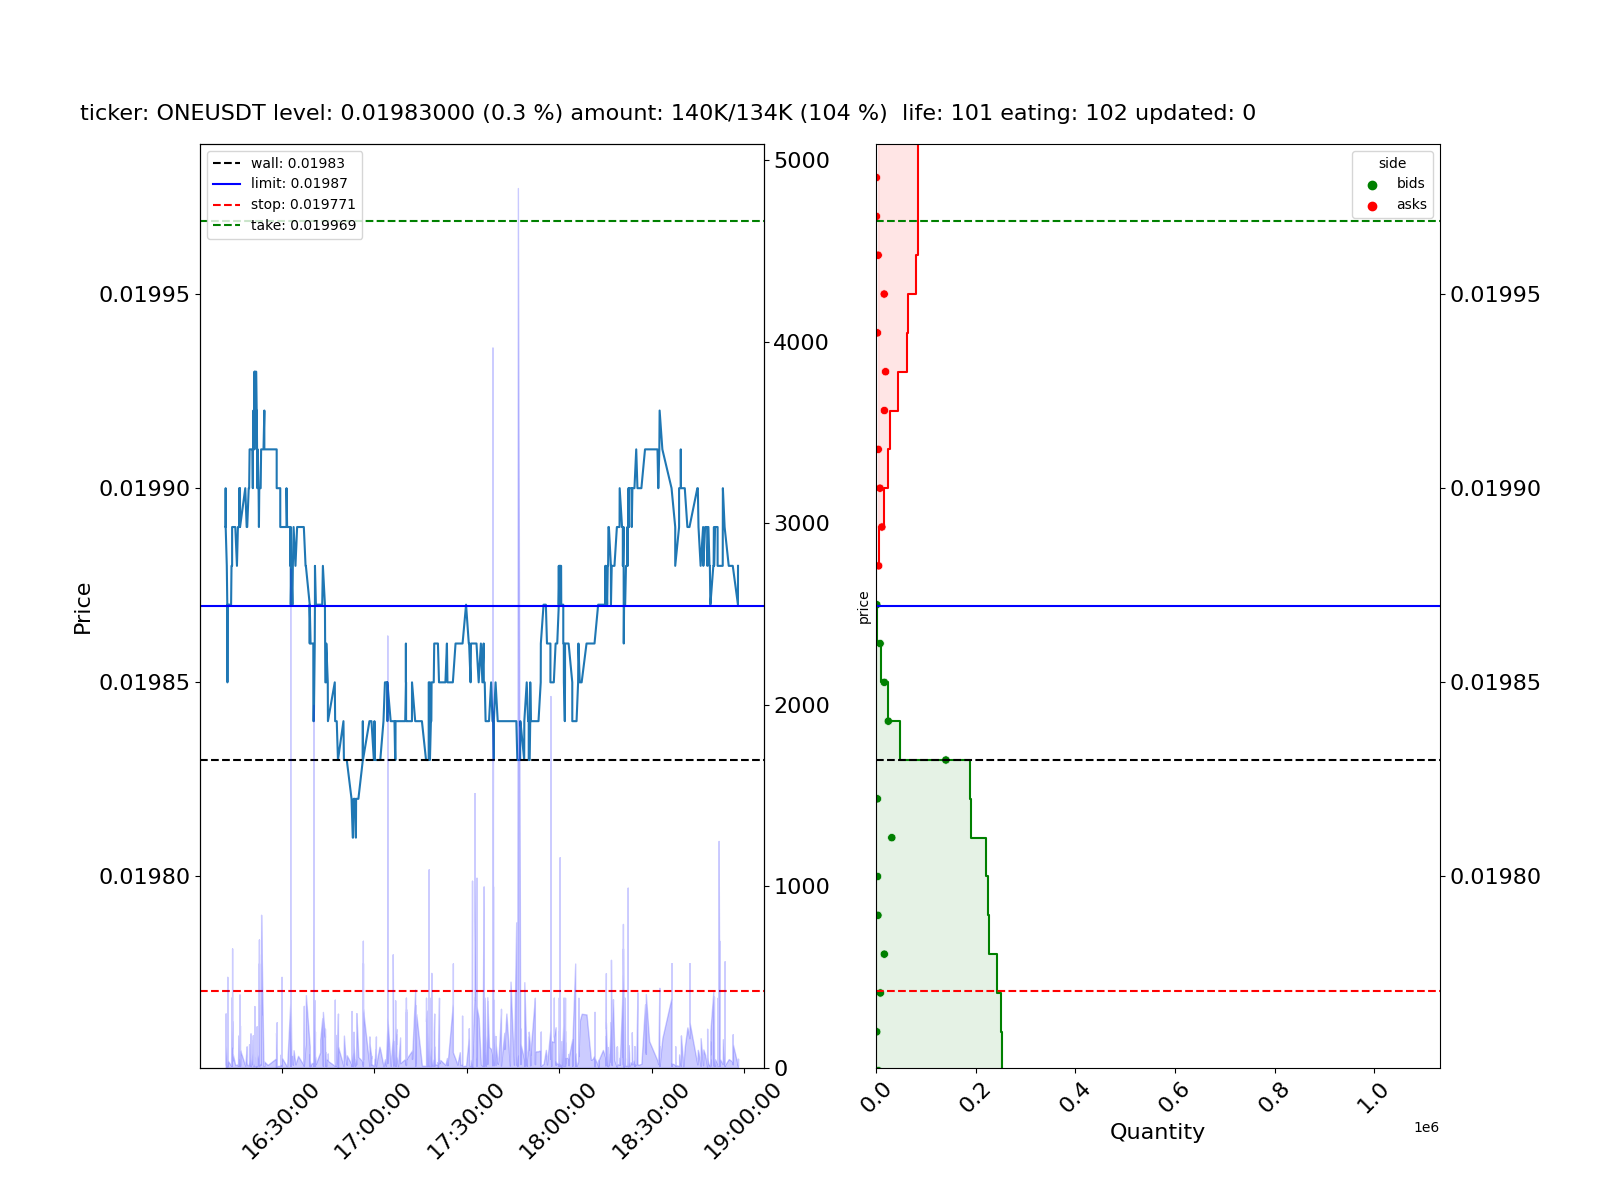 ticker: ONEUSDT level: 0.01983000 (0.3 %) amount: 140K/134K (104 %)  life: 101 eating: 102 updated: 0
wall: 0.01983
limit: 0.01987
stop: 0.019771
take: 0.019969
0.01995
0.01990
0.01985
0.01980
Price
5000
4000
3000
2000
1000
0
16:30:00
17:00:00
17:30:00
18:00:00
18:30:00
19:00:00
side
bids
asks
price
0.01995
0.01990
0.01985
0.01980
0.0
0.2
0.4
0.6
0.8
1.0
1e6
Quantity